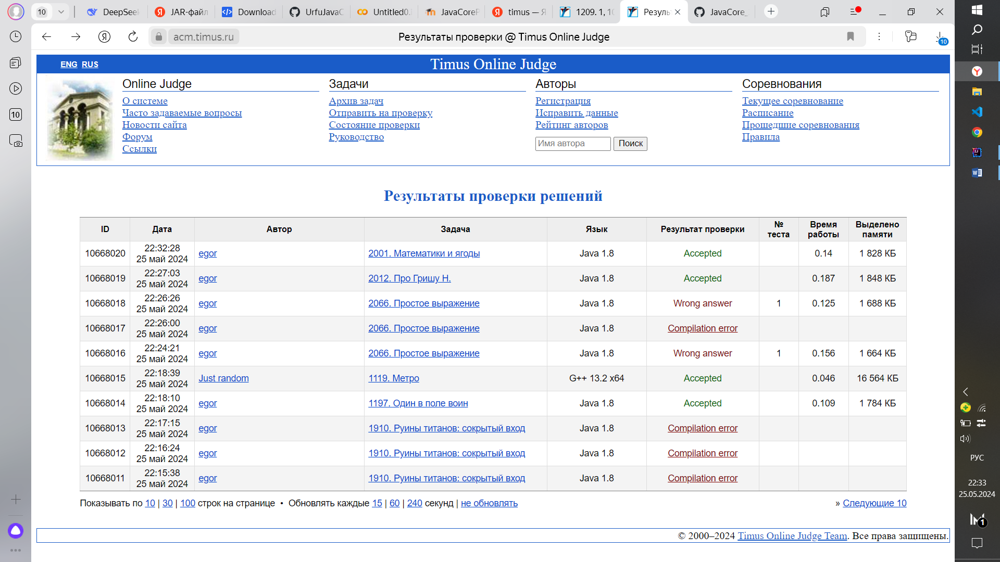 10
DeepSeek
JAR-файл
Download
UrfuJavaC
Untitled0.i
JavaCoreP
timus — Я
1209. 1, 10
Резуль
JavaCore_
acm.timus.ru
Результаты проверки @ Timus Online Judge
10
10
ENG RUS
Timus Online Judge
Online Judge
О системе
Часто задаваемые вопросы
Новости сайта
Форум
Ссылки
Задачи
Архив задач
Отправить на проверку
Состояние проверки
Руководство
Авторы
Регистрация
Исправить данные
Рейтинг авторов
Имя автора Поиск
Соревнования
Текущее соревнование
Расписание
Прошедшие соревнования
Правила
Результаты проверки решений
ID Дата Автор Задача Язык Результат проверки № теста Время работы Выделено памяти
10668020 22:32:28 25 май 2024 egor 2001. Математики и ягоды Java 1.8 Accepted 0.14 1 828 КБ
10668019 22:27:03 25 май 2024 egor 2012. Про Гришу Н. Java 1.8 Accepted 0.187 1 848 КБ
10668018 22:26:26 25 май 2024 egor 2066. Простое выражение Java 1.8 Wrong answer 1 0.125 1 688 КБ
10668017 22:26:00 25 май 2024 egor 2066. Простое выражение Java 1.8 Compilation error
10668016 22:24:21 25 май 2024 egor 2066. Простое выражение Java 1.8 Wrong answer 1 0.156 1 664 КБ
10668015 22:18:39 25 май 2024 Just random 1119. Метро G++ 13.2 x64 Accepted 0.046 16 564 КБ
10668014 22:18:10 25 май 2024 egor 1197. Один в поле воин Java 1.8 Accepted 0.109 1 784 КБ
10668013 22:17:15 25 май 2024 egor 1910. Руины титанов: сокрытый вход Java 1.8 Compilation error
10668012 22:16:24 25 май 2024 egor 1910. Руины титанов: сокрытый вход Java 1.8 Compilation error
10668011 22:15:38 25 май 2024 egor 1910. Руины титанов: сокрытый вход Java 1.8 Compilation error
Показывать по 10 | 30 | 100 строк на странице • Обновлять каждые 15 | 60 | 240 секунд | не обновлять
» Следующие 10
© 2000–2024 Timus Online Judge Team. Все права защищены.
РУС
22:33
25.05.2024
1